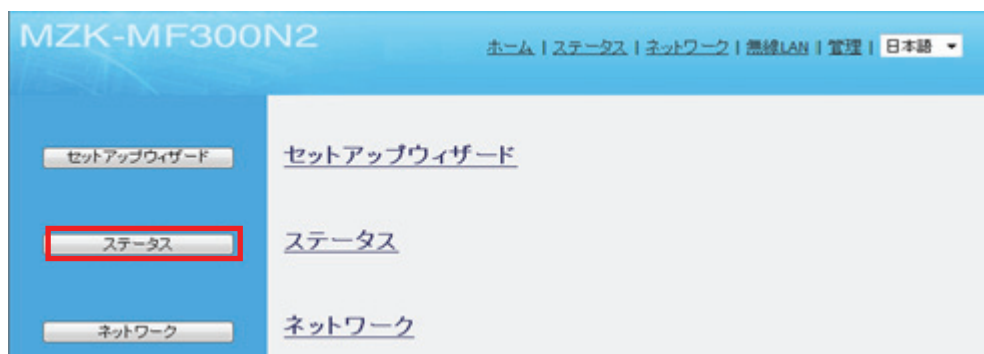 MZK-MF300N2
ホーム | ステータス | ネットワーク | 無線LAN | 管理 | 日本語
セットアップウィザード セットアップウィザード
ステータス ステータス
ネットワーク ネットワーク